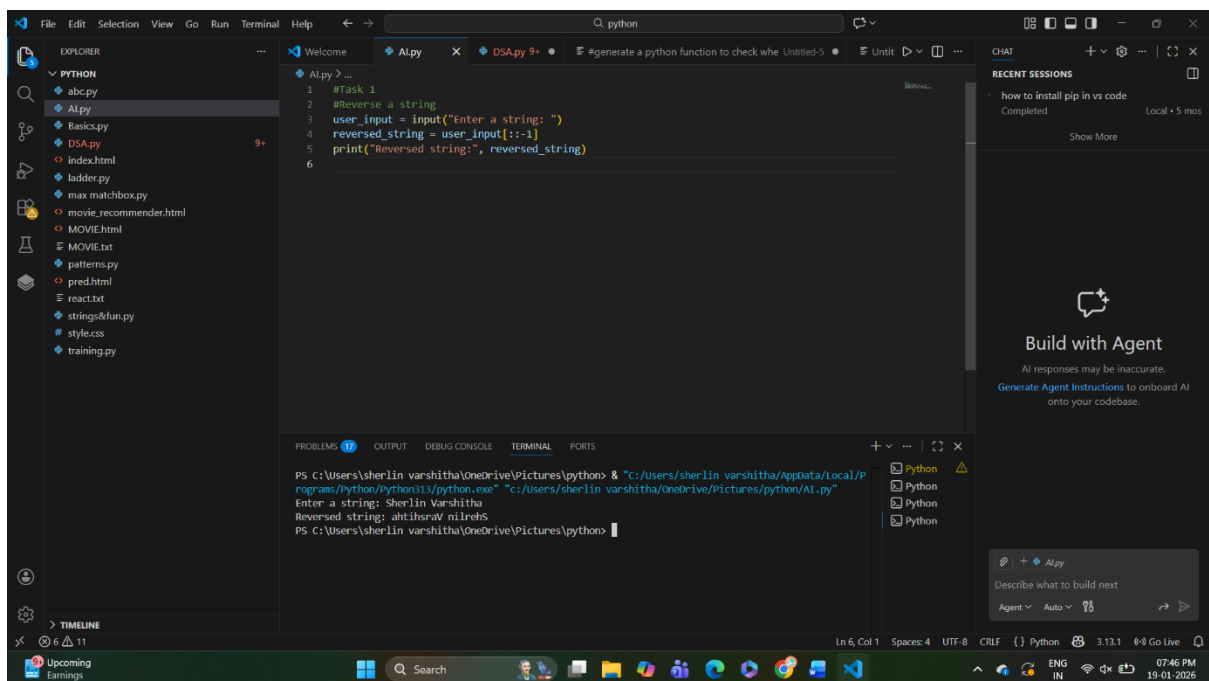 File Edit Selection View Go Run Terminal Help
python
EXPLORER
PYTHON
abc.py
AI.py
Basics.py
DSA.py 9+
index.html
ladder.py
max matchbox.py
movie_recommender.html
MOVIE.html
MOVIE.txt
patterns.py
pred.html
react.txt
strings&fun.py
style.css
training.py
TIMELINE
Welcome AI.py DSA.py 9+ #generate a python function to check whe Untitled-5 Untit
AI.py > ...
1 #Task 1
2 #Reverse a string
3 user_input = input("Enter a string: ")
4 reversed_string = user_input[::-1]
5 print("Reversed string:", reversed_string)
6
PROBLEMS 17 OUTPUT DEBUG CONSOLE TERMINAL PORTS
PS C:\Users\sherlin varshitha\OneDrive\Pictures\python> & "C:/Users/sherlin varshitha/AppData/Local/P
rograms/Python/Python313/python.exe" "c:/Users/sherlin varshitha/OneDrive/Pictures/python/AI.py"
Enter a string: Sherlin Varshitha
Reversed string: ahtihsraV nilrehS
PS C:\Users\sherlin varshitha\OneDrive\Pictures\python>
Python
Python
Python
Python
CHAT
RECENT SESSIONS
how to install pip in vs code
Completed Local • 5 mos
Show More
Build with Agent
AI responses may be inaccurate.
Generate Agent Instructions to onboard AI
onto your codebase.
AI.py
Describe what to build next
Agent Auto
6 11
Ln 6, Col 1 Spaces: 4 UTF-8 CRLF {} Python 3.13.1 Go Live
9+
Upcoming
Earnings
Search
ENG
IN
07:46 PM
19-01-2026